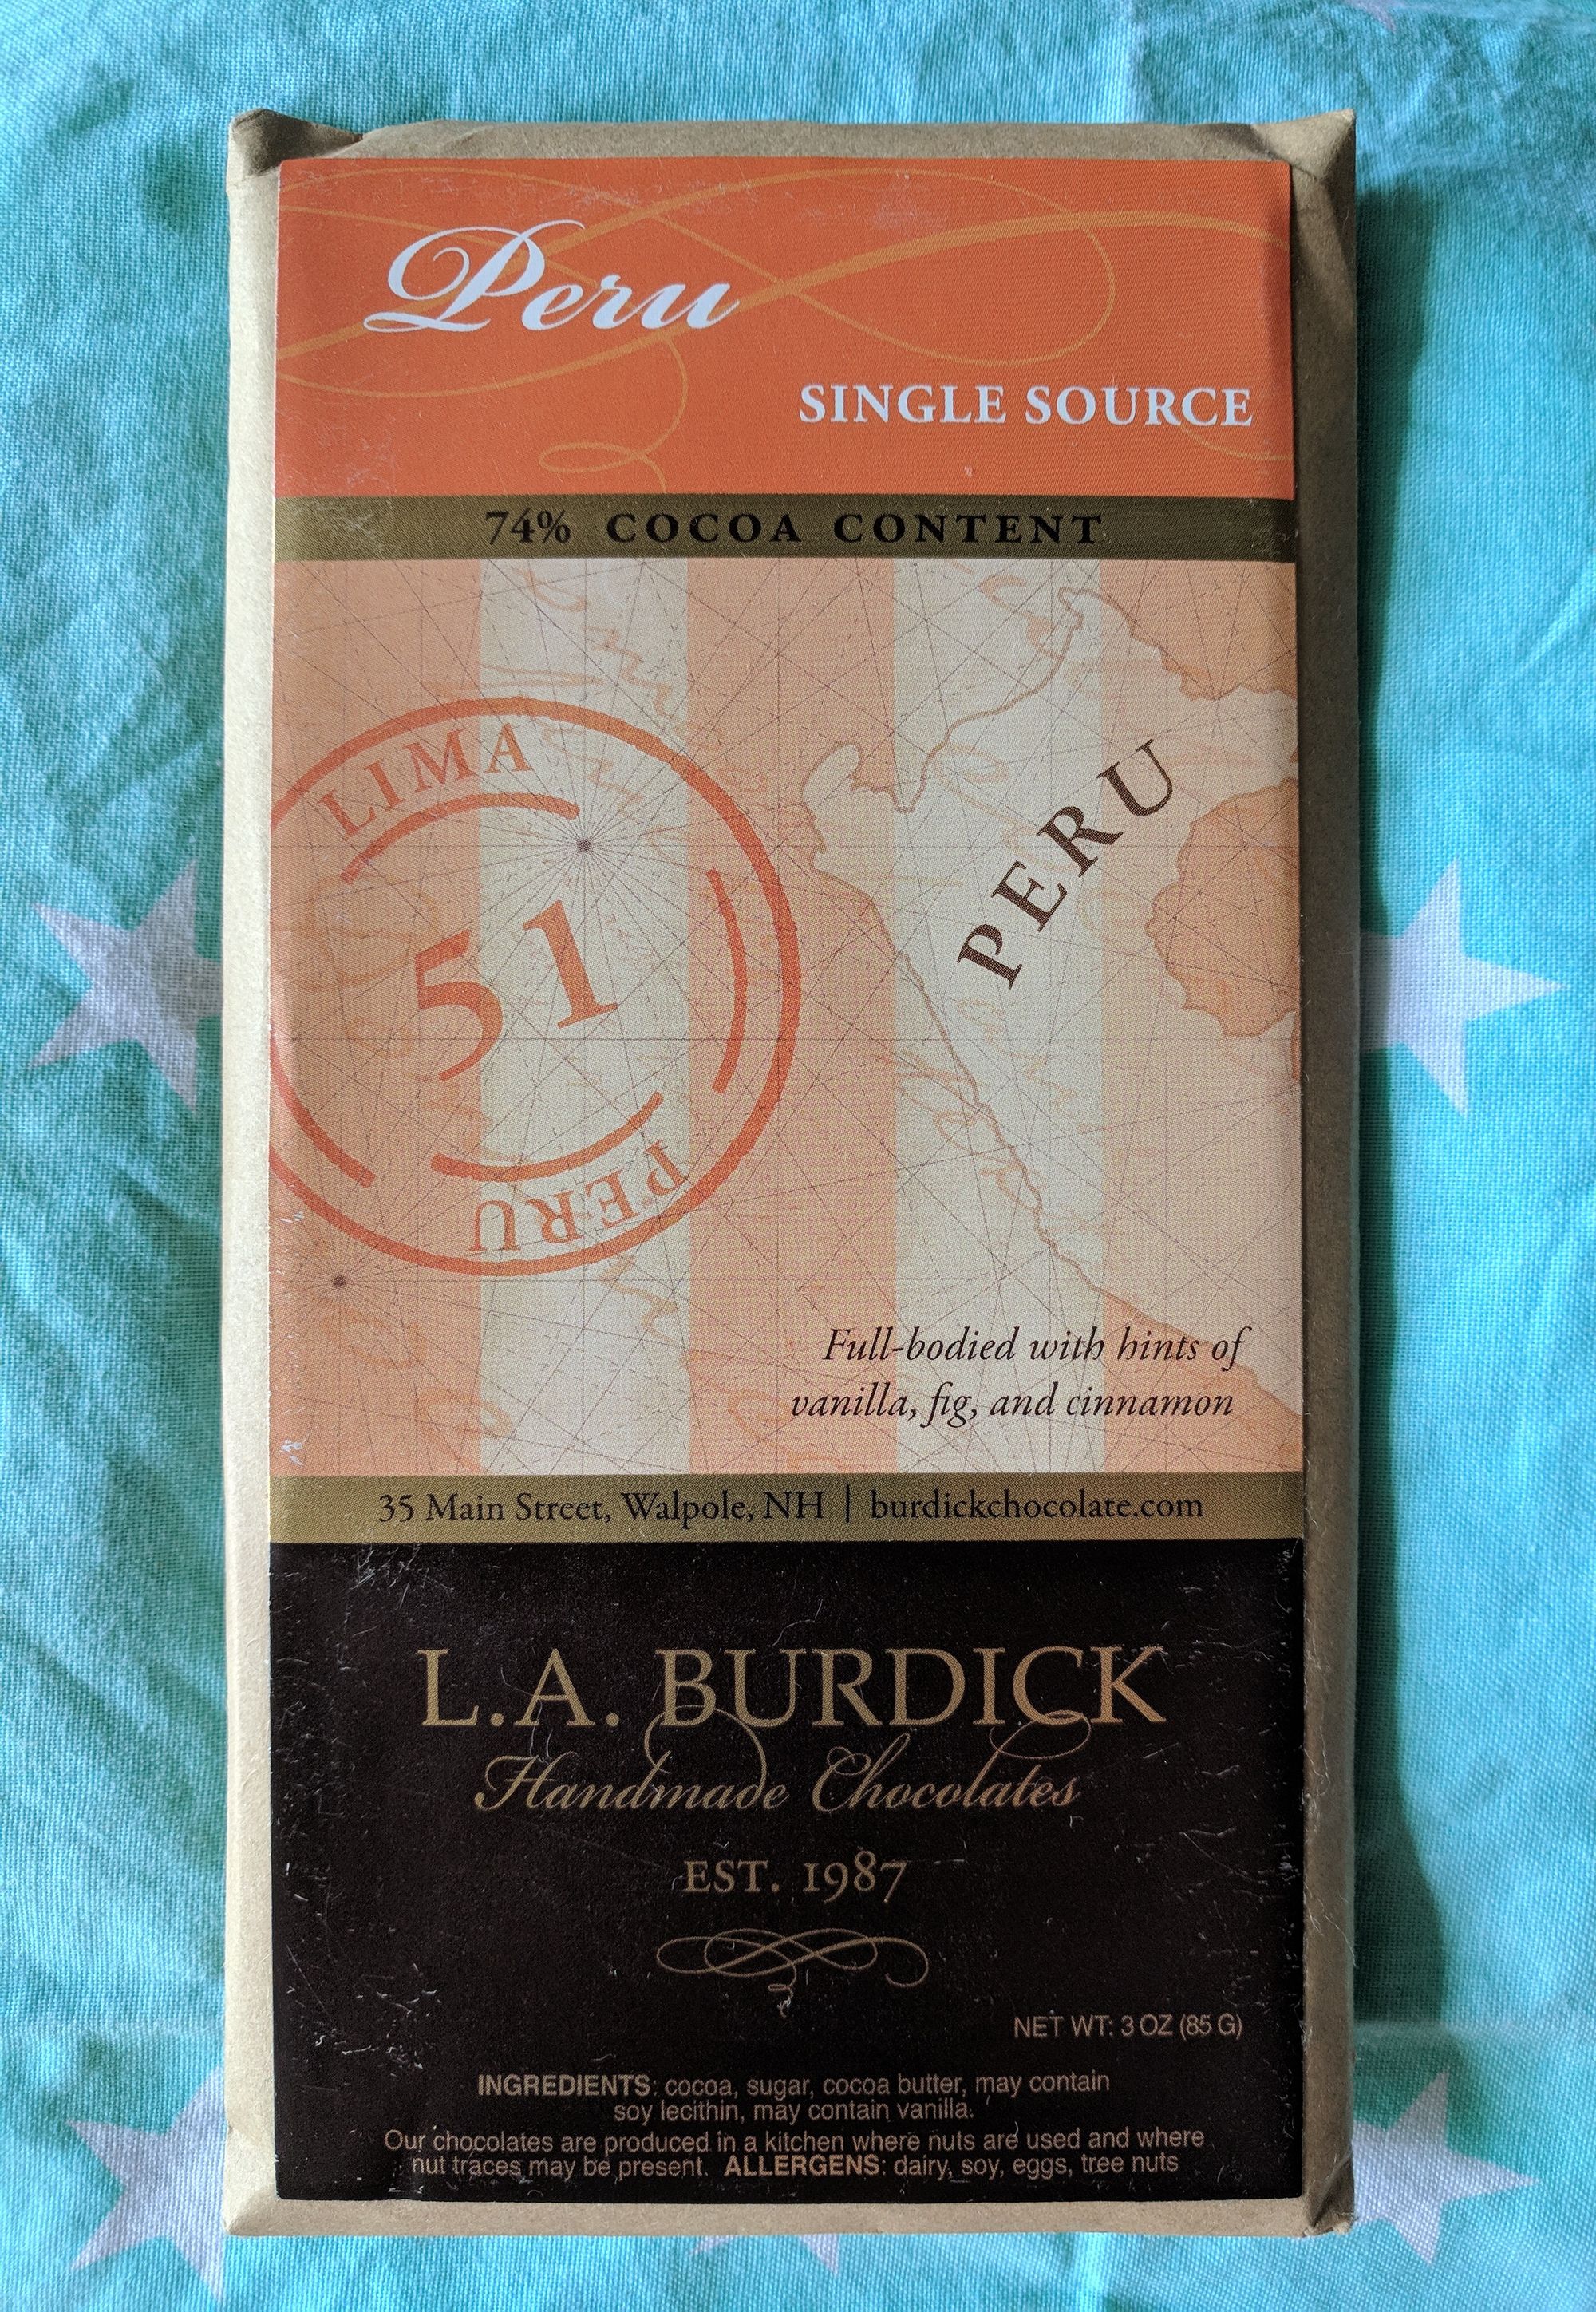 Peru
SINGLE SOURCE
74% COCOA CONTENT
LIMA
51
PERU
PERU
Full-bodied with hints of
vanilla, fig, and cinnamon
35 Main Street, Walpole, NH | burdickchocolate.com
L.A. BURDICK
Handmade Chocolates
EST. 1987
NET WT: 3 OZ (85 G)
INGREDIENTS: cocoa, sugar, cocoa butter, may contain
soy lecithin, may contain vanilla.
Our chocolates are produced in a kitchen where nuts are used and where
nut traces may be present. ALLERGENS: dairy, soy, eggs, tree nuts